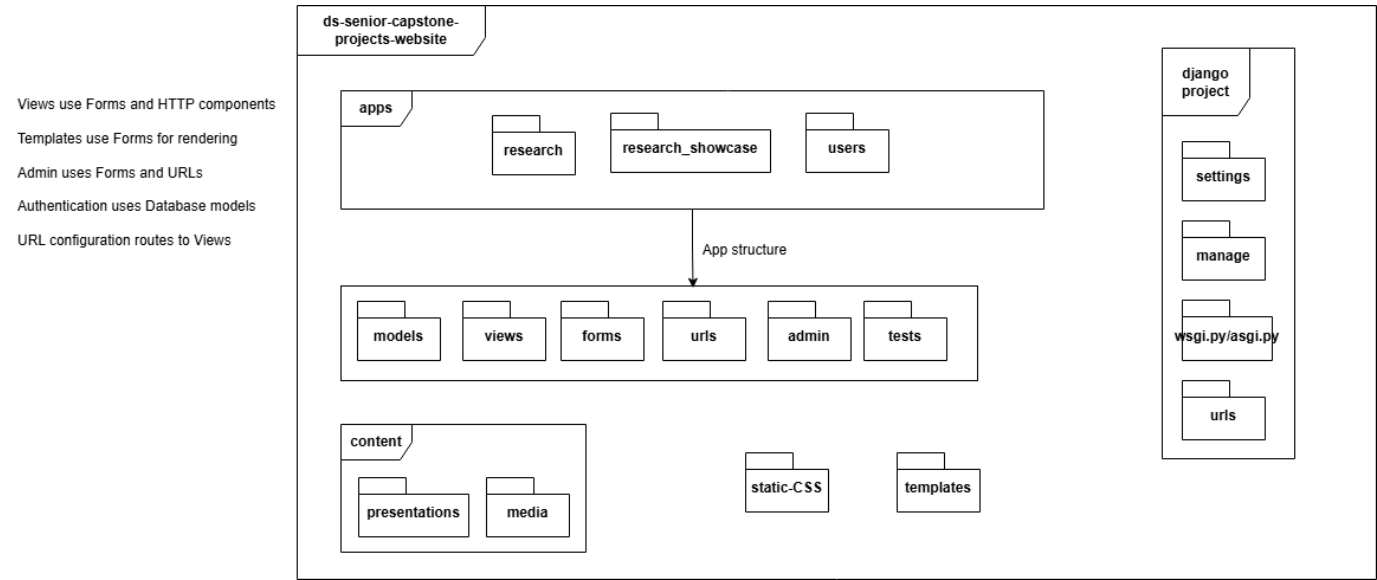 ds-senior-capstone-
projects-website
django
project
Views use Forms and HTTP components
Templates use Forms for rendering
Admin uses Forms and URLs
Authentication uses Database models
URL configuration routes to Views
apps
research
research_showcase
users
App structure
models
views
forms
urls
admin
tests
content
presentations
media
static-CSS
templates
settings
manage
wsgi.py/asgi.py
urls